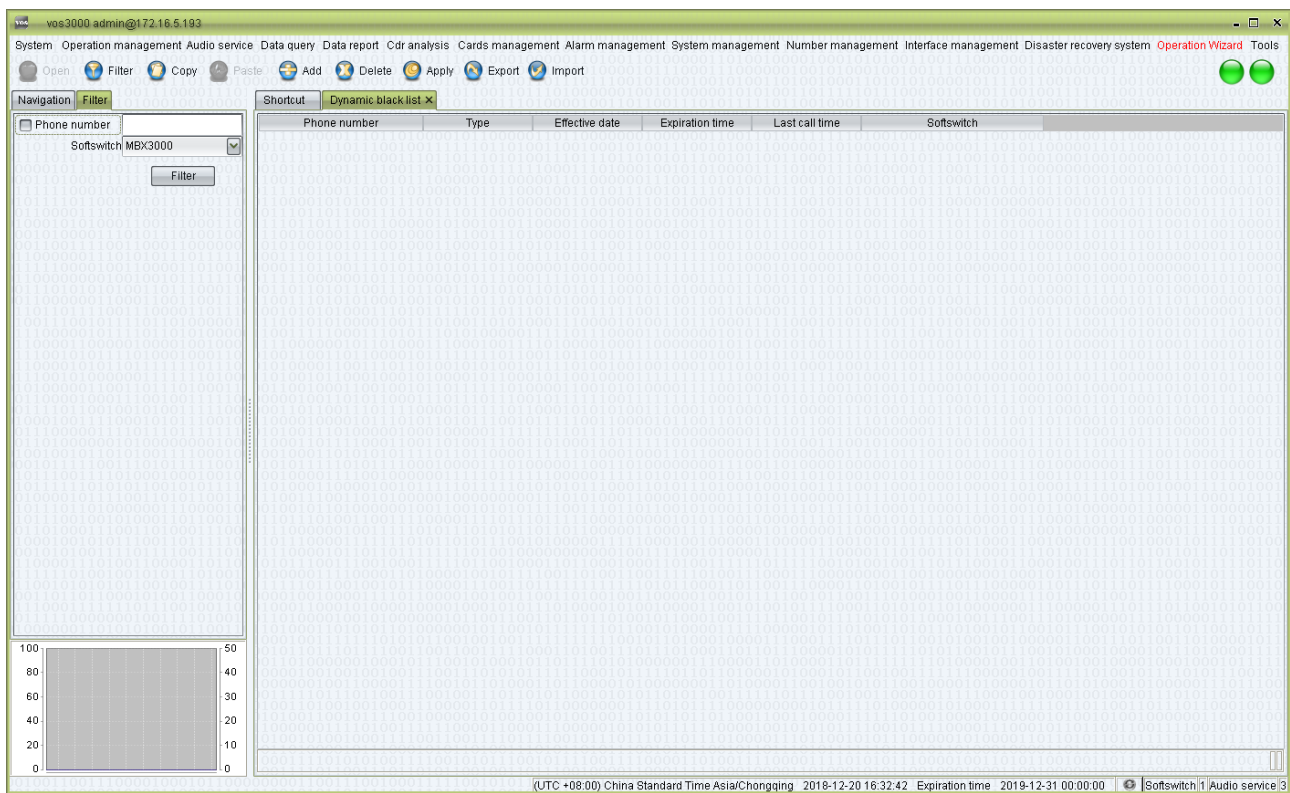 VOS vos3000 admin@172.16.5.193
System Operation management Audio service Data query Data report Cdr analysis Cards management Alarm management System management Number management Interface management Disaster recovery system Operation Wizard Tools
Open Filter Copy Paste Add Delete Apply Export Import
Navigation Filter Shortcut Dynamic black list ×
Phone number
Softswitch MBX3000
Filter
Phone number Type Effective date Expiration time Last call time Softswitch
100 50
80 40
60 30
40 20
20 10
0 0
(UTC +08:00) China Standard Time Asia/Chongqing 2018-12-20 16:32:42 Expiration time 2019-12-31 00:00:00 Softswitch 1 Audio service 3